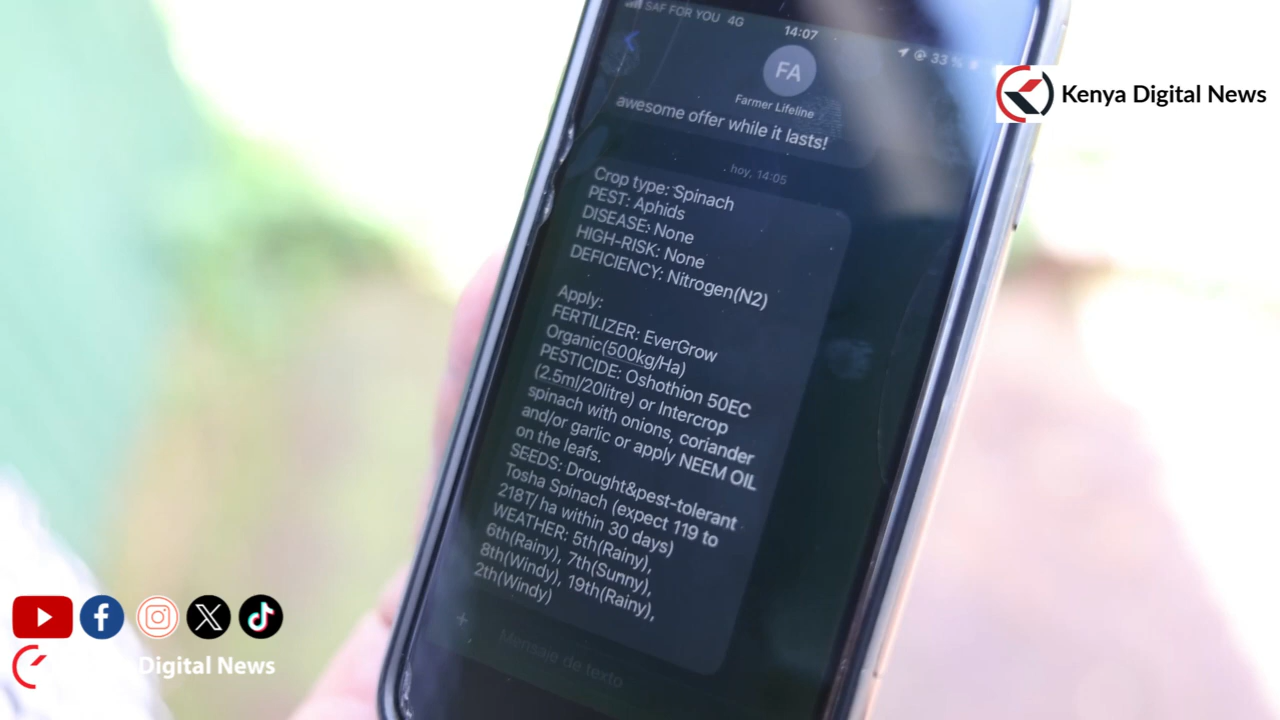 SAF FOR YOU 4G
14:07
33 %
FA
Farmer Lifeline
awesome offer while it lasts!
hoy, 14:05
Crop type: Spinach
PEST: Aphids
DISEASE: None
HIGH-RISK: None
DEFICIENCY: Nitrogen(N2)
Apply:
FERTILIZER: EverGrow
Organic(500kg/Ha)
PESTICIDE: Oshothion 50EC
(2.5ml/20litre) or Intercrop
spinach with onions, coriander
and/or garlic or apply NEEM OIL
on the leafs.
SEEDS: Drought&pest-tolerant
Tosha Spinach (expect 119 to
218T/ha within 30 days)
WEATHER: 5th(Rainy),
6th(Rainy), 7th(Sunny),
8th(Windy), 19th(Rainy),
2th(Windy)
Mensaje de texto
Kenya Digital News
Digital News